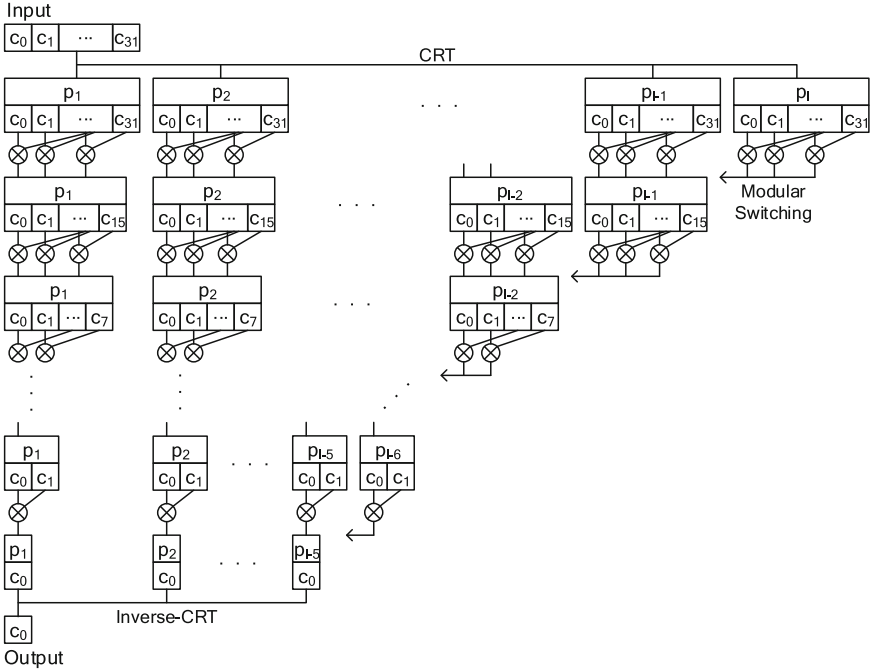 Input
c0 c1 ... c31
CRT
p1 p2 ... pl-1 pl
c0 c1 ... c31 c0 c1 ... c31 c0 c1 ... c31 c0 c1 ... c31
p1 p2 ... pl-2 pl-1
Modular
Switching
c0 c1 ... c15 c0 c1 ... c15 c0 c1 ... c15 c0 c1 ... c15
p1 p2 ... pl-2
c0 c1 ... c7 c0 c1 ... c7 c0 c1 ... c7
p1 p2 ... pl-5 pl-6
c0 c1 c0 c1 c0 c1 c0 c1
p1 p2 ... pl-5
c0 c0 c0
Inverse-CRT
c0
Output